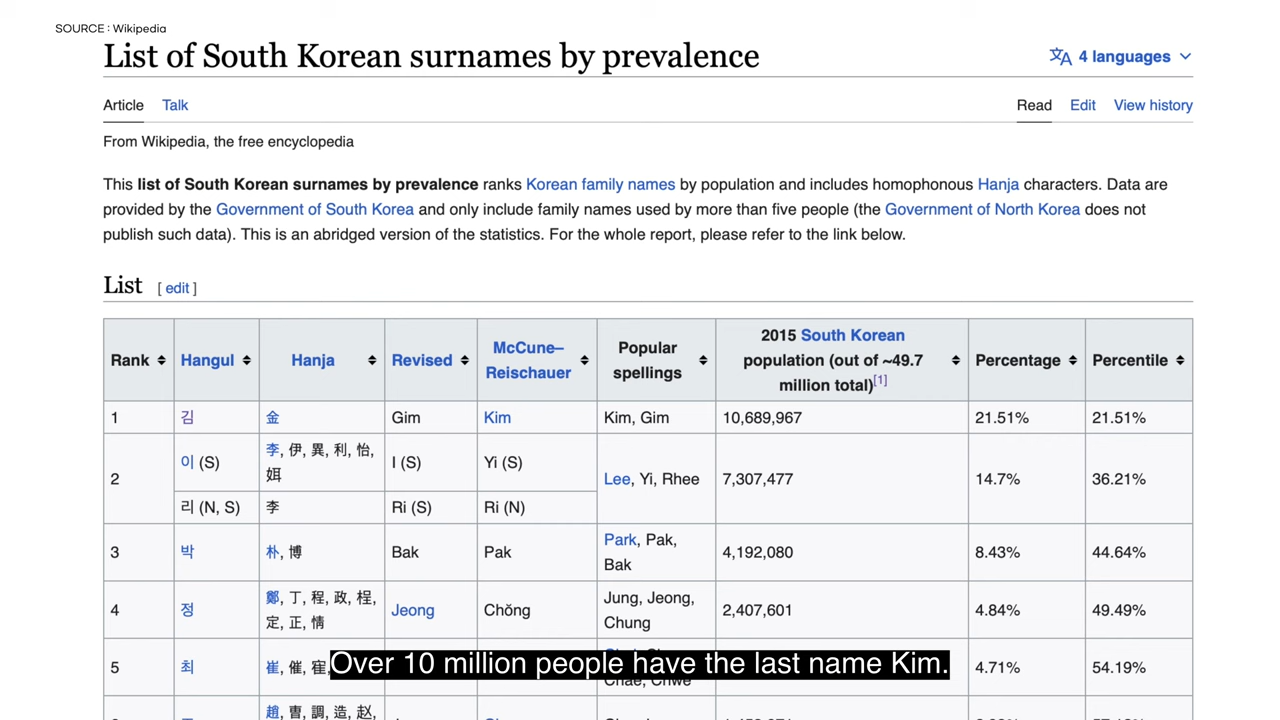 SOURCE : Wikipedia
List of South Korean surnames by prevalence
4 languages
Article Talk
Read Edit View history
From Wikipedia, the free encyclopedia
This list of South Korean surnames by prevalence ranks Korean family names by population and includes homophonous Hanja characters. Data are
provided by the Government of South Korea and only include family names used by more than five people (the Government of North Korea does not
publish such data). This is an abridged version of the statistics. For the whole report, please refer to the link below.
List [ edit ]
Rank Hangul Hanja Revised McCune–Reischauer Popular spellings 2015 South Korean population (out of ~49.7 million total)[1] Percentage Percentile
1 김 金 Gim Kim Kim, Gim 10,689,967 21.51% 21.51%
2 이 (S) 李, 伊, 異, 利, 怡, 姬 I (S) Yi (S) Lee, Yi, Rhee 7,307,477 14.7% 36.21%
리 (N, S) 李 Ri (S) Ri (N)
3 박 朴, 博 Bak Pak Park, Pak, Bak 4,192,080 8.43% 44.64%
4 정 鄭, 丁, 程, 政, 桯, 定, 正, 情 Jeong Chŏng Jung, Jeong, Chung 2,407,601 4.84% 49.49%
5 최 崔, 催, 4.71% 54.19%
趙, 曺, 調, 造, 赵,
Over 10 million people have the last name Kim.